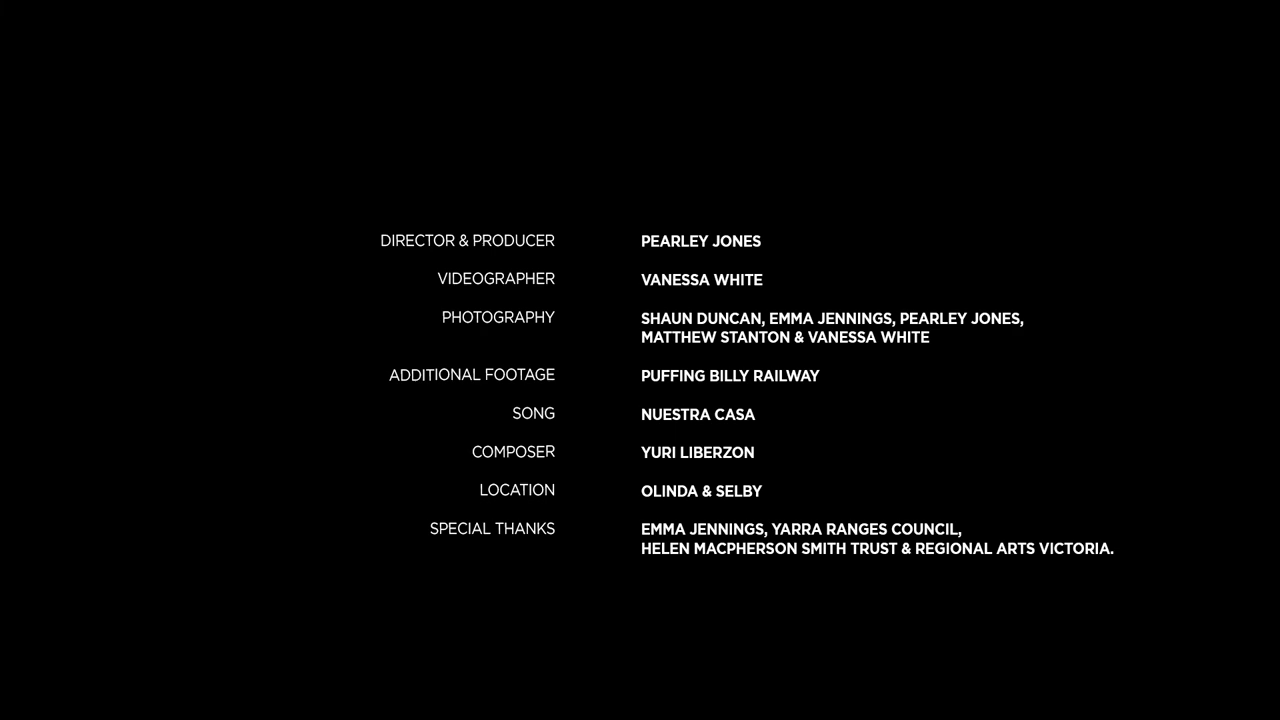 DIRECTOR & PRODUCER PEARLEY JONES
VIDEOGRAPHER VANESSA WHITE
PHOTOGRAPHY SHAUN DUNCAN, EMMA JENNINGS, PEARLEY JONES,
MATTHEW STANTON & VANESSA WHITE
ADDITIONAL FOOTAGE PUFFING BILLY RAILWAY
SONG NUESTRA CASA
COMPOSER YURI LIBERZON
LOCATION OLINDA & SELBY
SPECIAL THANKS EMMA JENNINGS, YARRA RANGES COUNCIL,
HELEN MACPHERSON SMITH TRUST & REGIONAL ARTS VICTORIA.